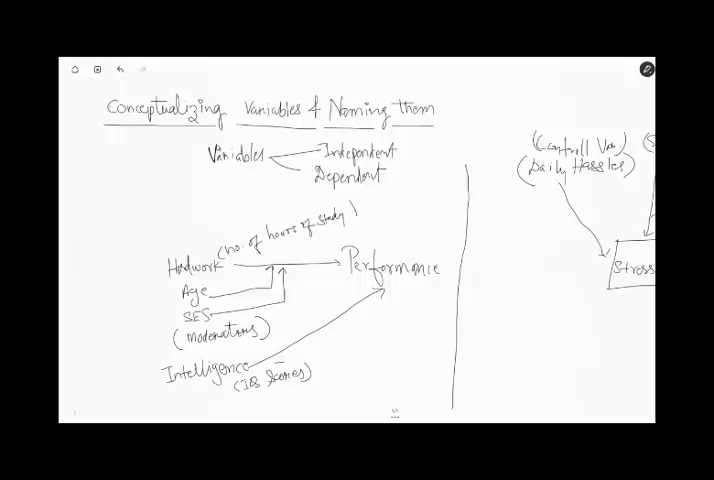 Conceptualizing Variables & Naming them
Variables
Independent
Dependent
(no. of hours of study)
Hardwork
Performance
Age
SES
(moderators)
Intelligence
(IQ Scores)
(Controll Var.)
(Daily Hassles)
(S
Stress